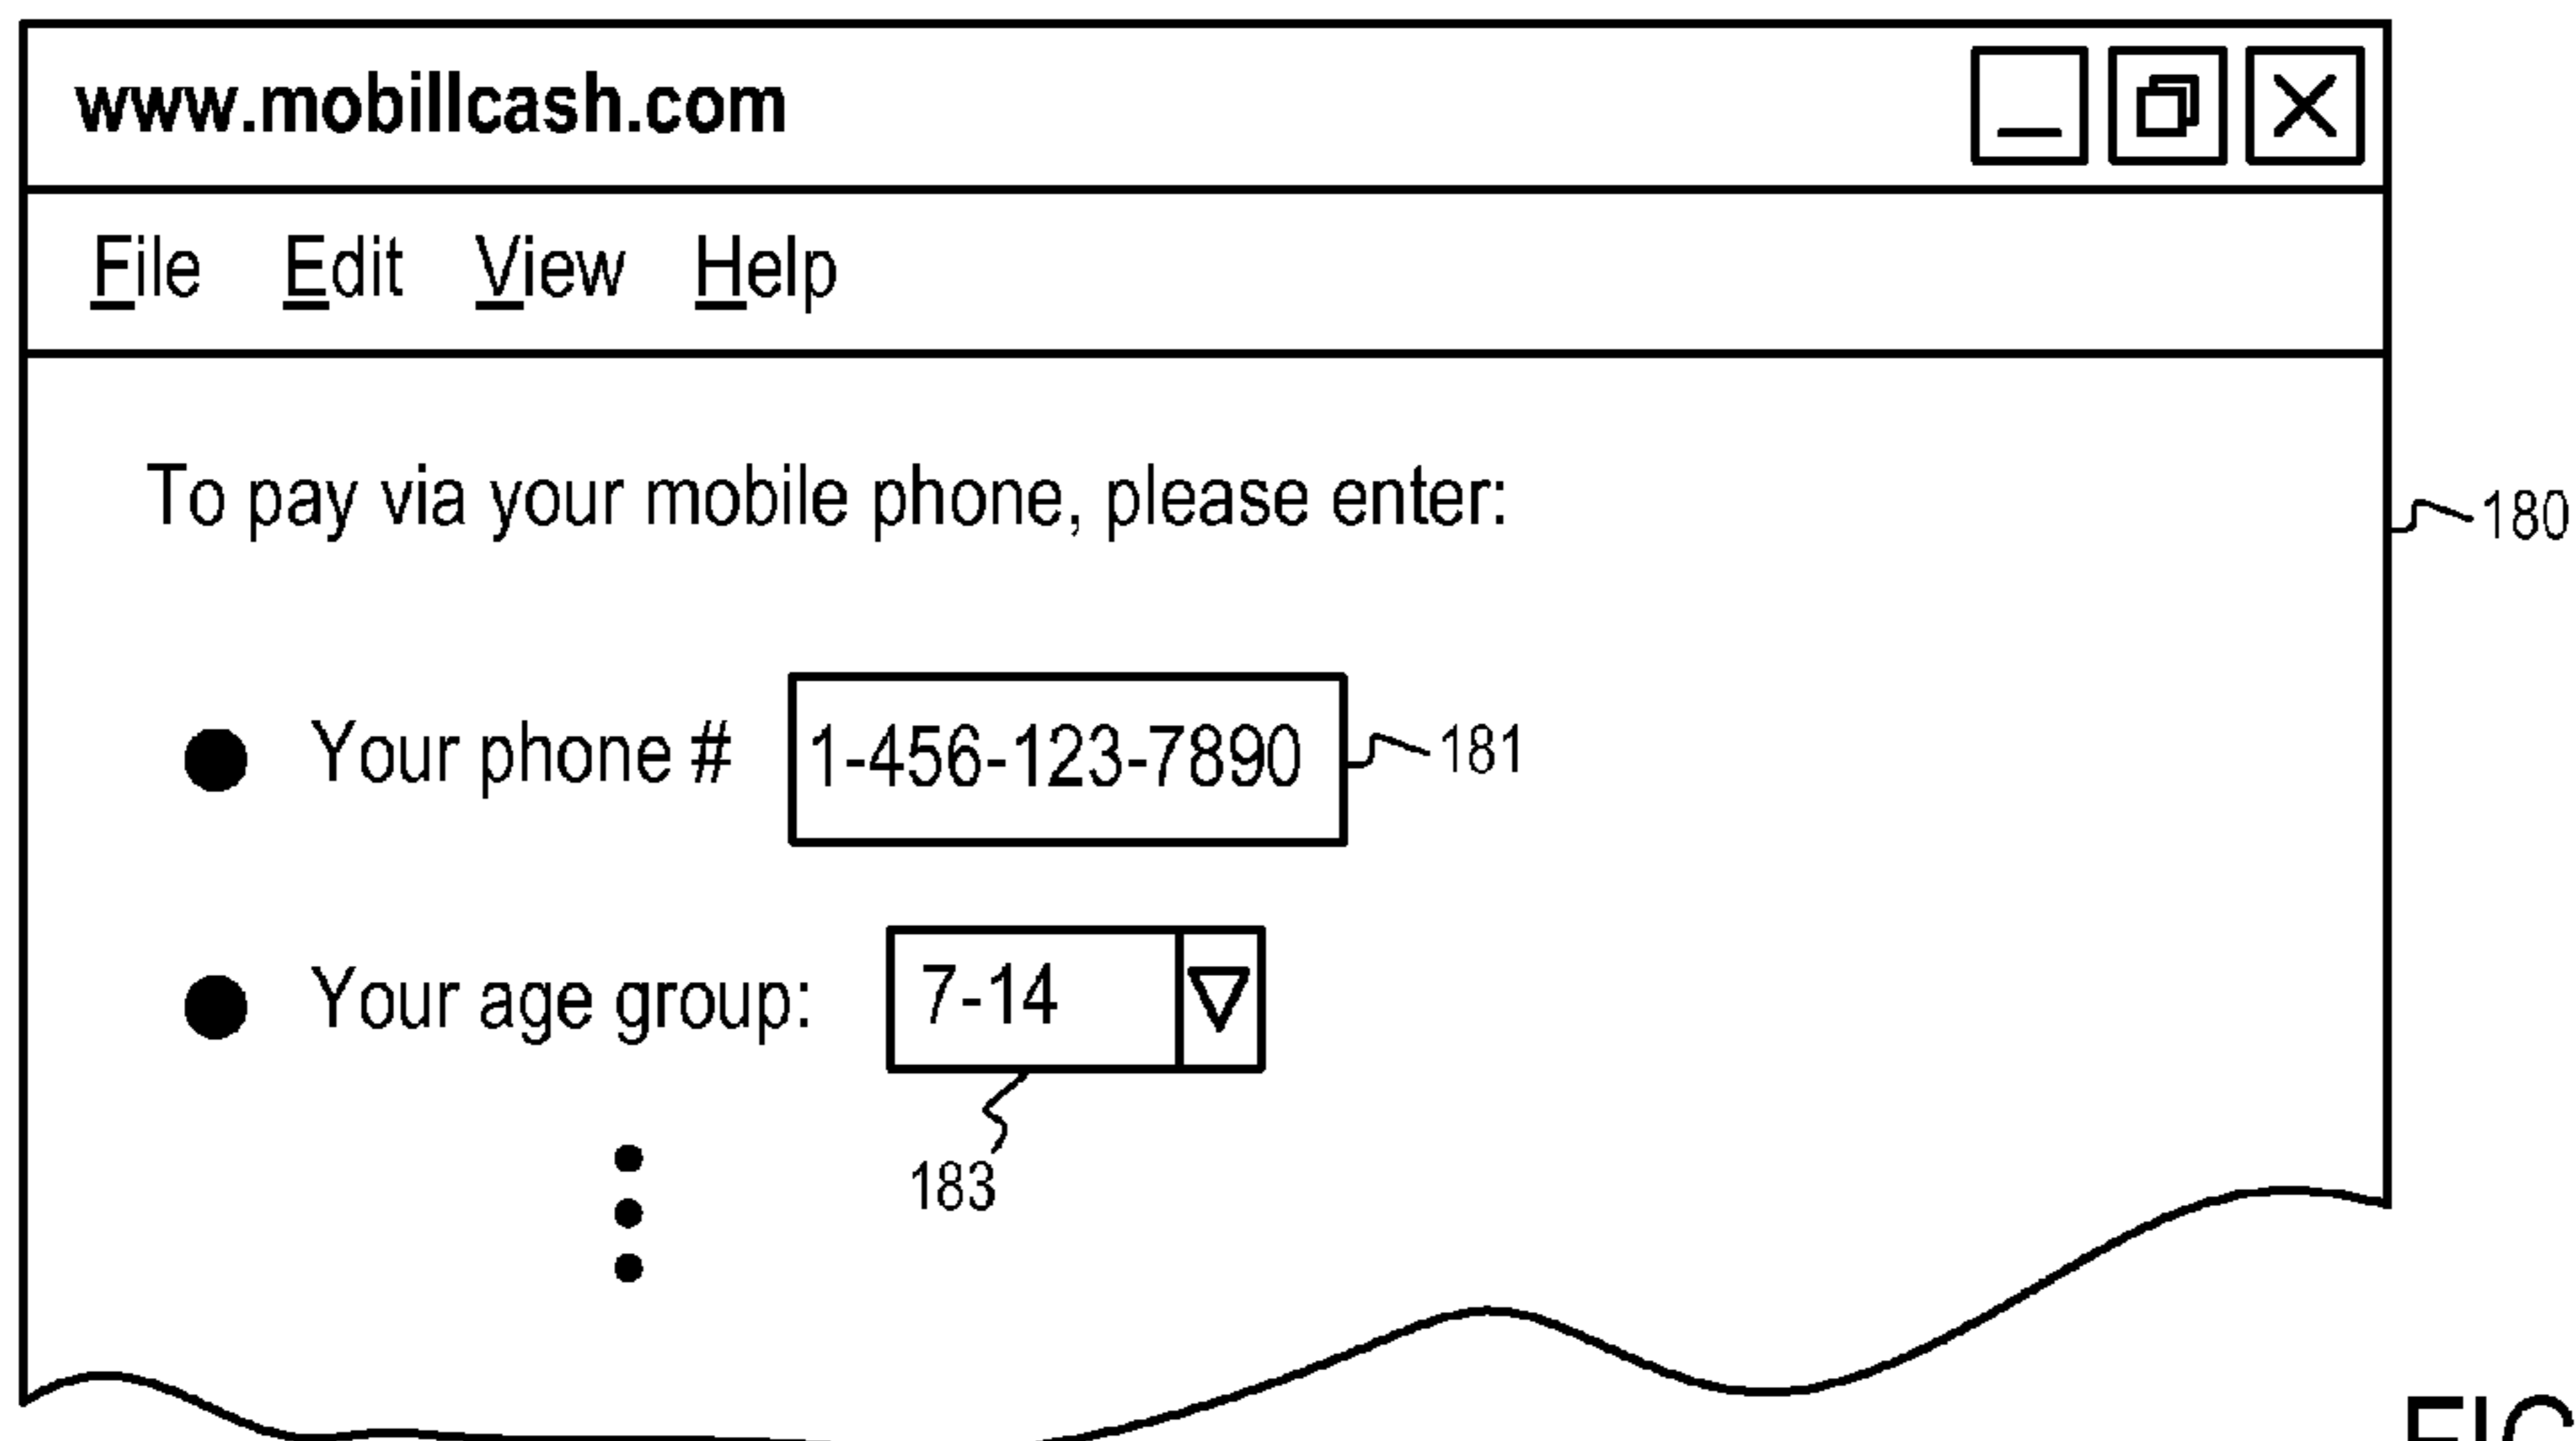 www.mobillcash.com
File Edit View Help
To pay via your mobile phone, please enter:
180
Your phone # 1-456-123-7890 181
Your age group: 7-14
183